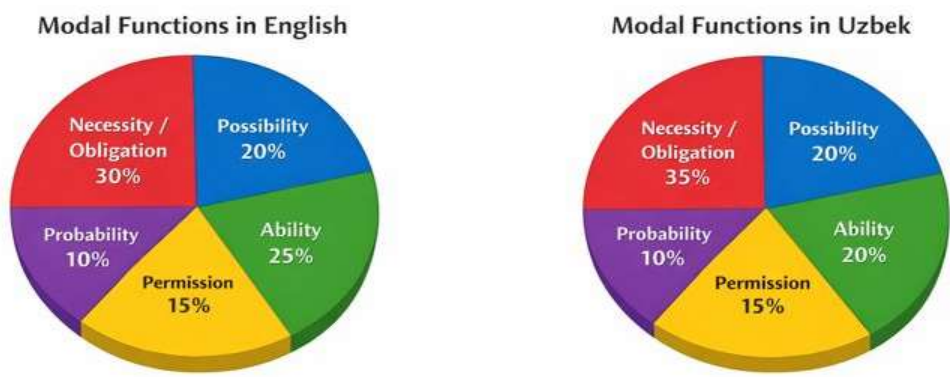 Modal Functions in English
Necessity /
Obligation
30%
Possibility
20%
Probability
10%
Ability
25%
Permission
15%
Modal Functions in Uzbek
Necessity /
Obligation
35%
Possibility
20%
Probability
10%
Ability
20%
Permission
15%